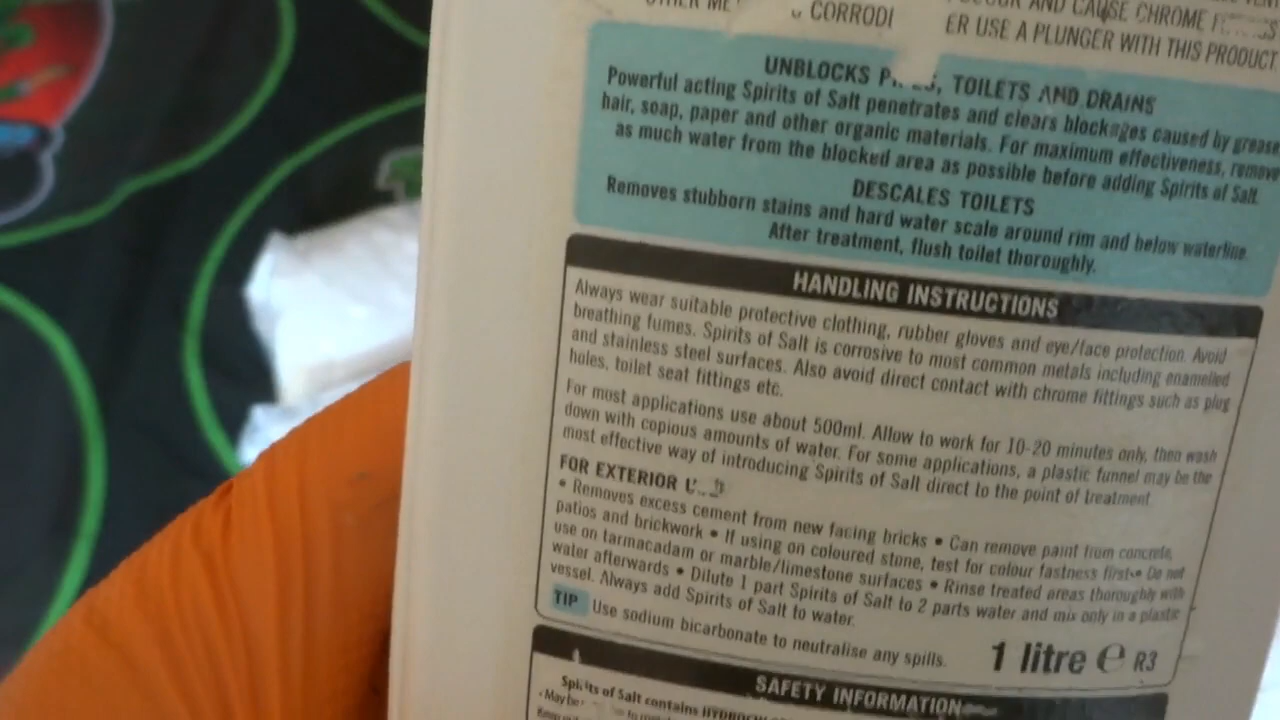 CORRODI
OCCUR AND CAUSE CHROME
ER USE A PLUNGER WITH THIS PRODUCT.
UNBLOCKS TOILETS AND DRAINS
Powerful acting Spirits of Salt penetrates and clears blockages caused by grease
hair, soap, paper and other organic materials. For maximum effectiveness, remove
as much water from the blocked area as possible before adding Spirits of Salt.
DESCALES TOILETS
Removes stubborn stains and hard water scale around rim and below waterline.
After treatment, flush toilet thoroughly.
HANDLING INSTRUCTIONS
Always wear suitable protective clothing, rubber gloves and eye/face protection. Avoid
breathing fumes. Spirits of Salt is corrosive to most common metals including enamelled
and stainless steel surfaces. Also avoid direct contact with chrome fittings such as plug
holes, toilet seat fittings etc.
For most applications use about 500ml. Allow to work for 10-20 minutes only, then wash
down with copious amounts of water. For some applications, a plastic funnel may be the
most effective way of introducing Spirits of Salt direct to the point of treatment
FOR EXTERIOR
• Removes excess cement from new facing bricks • Can remove paint from concrete,
patios and brickwork • If using on coloured stone, test for colour fastness first • Do not
use on tarmacadam or marble/limestone surfaces • Rinse treated areas thoroughly with
water afterwards • Dilute 1 part Spirits of Salt to 2 parts water and mix only in a plastic
vessel. Always add Spirits of Salt to water.
TIP Use sodium bicarbonate to neutralise any spills.
1 litre e R3
SAFETY INFORMATION
Spirits of Salt contains
May be